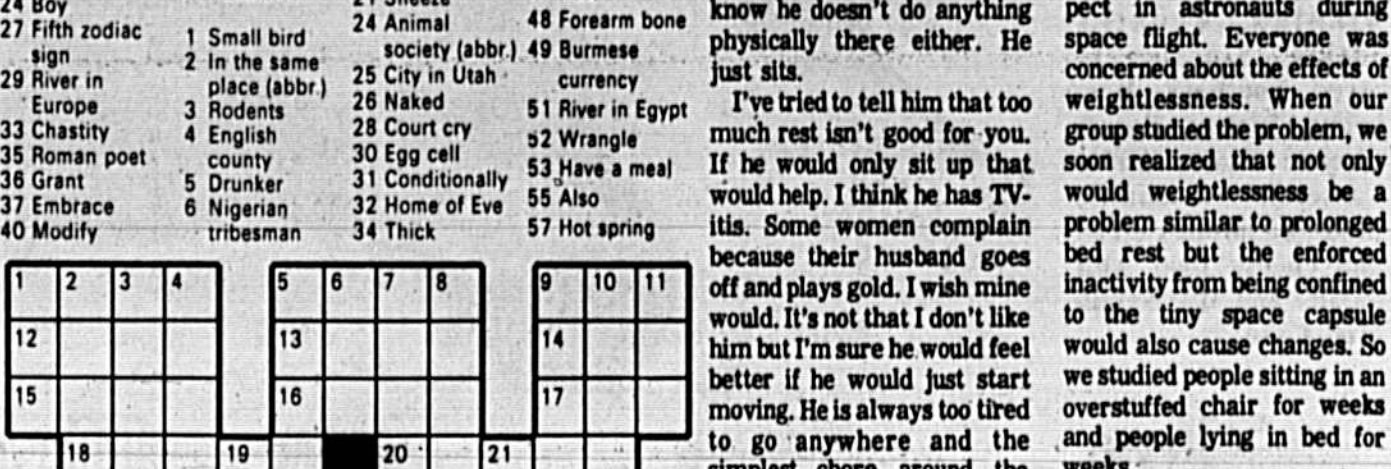 24 Boy
27 Fifth zodiac
sign
29 River in
Europe
33 Chastity
35 Roman poet
36 Grant
37 Embrace
40 Modify
1 Small bird
2 In the same
place (abbr.)
3 Rodents
4 English
county
5 Drunker
6 Nigerian
tribesman
24 Animal
society (abbr.)
25 City in Utah
26 Naked
28 Court cry
30 Egg cell
31 Conditionally
32 Home of Eve
34 Thick
48 Forearm bone
49 Burmese
currency
51 River in Egypt
52 Wrangle
53 Have a meal
55 Also
57 Hot spring
1 2 3 4 5 6 7 8 9 10 11
12 13 14
15 16 17
18 19 20 21
know he doesn't do anything
physically there either. He
just sits.
I've tried to tell him that too
much rest isn't good for you.
If he would only sit up that
would help. I think he has TV-
itis. Some women complain
because their husband goes
off and plays gold. I wish mine
would. It's not that I don't like
him but I'm sure he would feel
better if he would just start
moving. He is always too tired
to go anywhere and the
simplest chore around the
pect in astronauts during
space flight. Everyone was
concerned about the effects of
weightlessness. When our
group studied the problem, we
soon realized that not only
would weightlessness be a
problem similar to prolonged
bed rest but the enforced
inactivity from being confined
to the tiny space capsule
would also cause changes. So
we studied people sitting in an
overstuffed chair for weeks
and people lying in bed for
weeks.